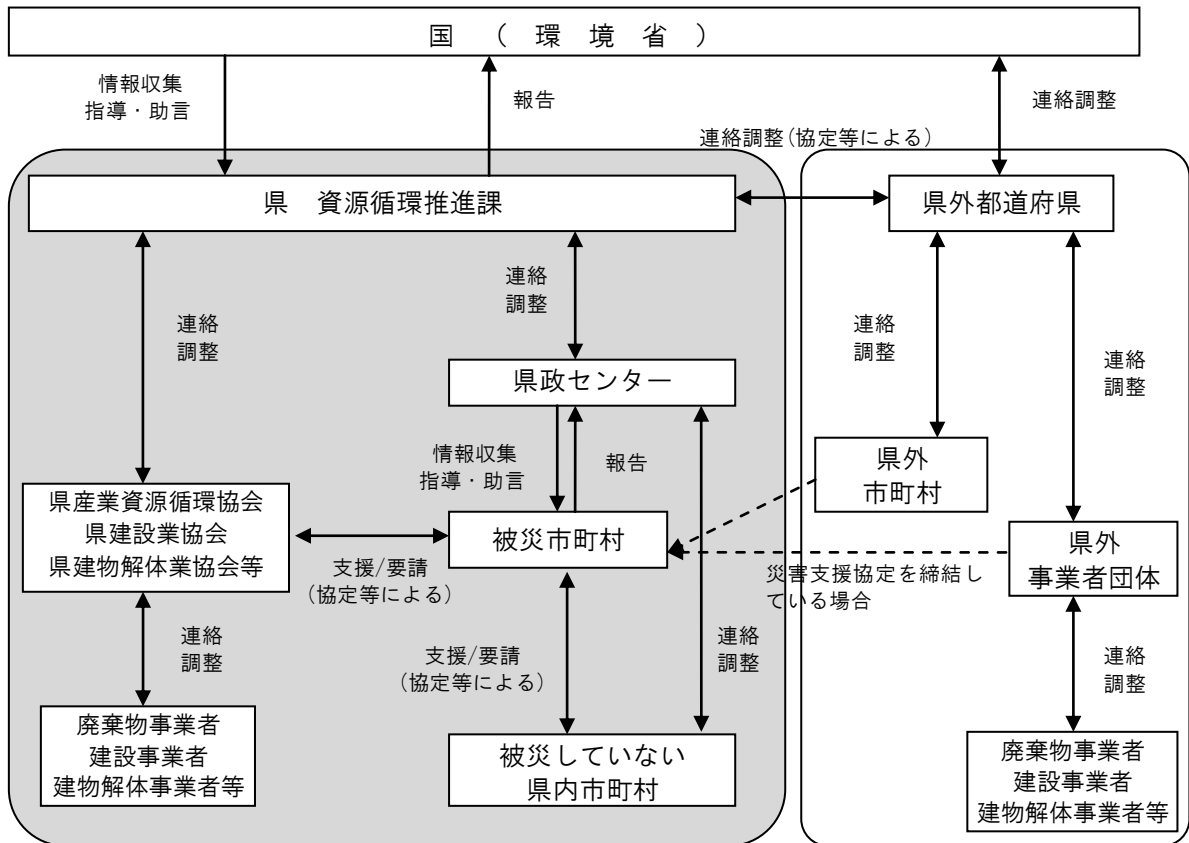 国 （ 環 境 省 ）
情報収集
指導・助言
報告
連絡調整
連絡調整(協定等による)
県　資源循環推進課
県外都道府県
連絡
調整
連絡
調整
連絡
調整
連絡
調整
県政センター
情報収集
指導・助言
報告
県外
市町村
県産業資源循環協会
県建設業協会
県建物解体業協会等
被災市町村
県外
事業者団体
支援/要請
(協定等による)
災害支援協定を締結し
ている場合
連絡
調整
支援/要請
(協定等による)
連絡
調整
連絡
調整
廃棄物事業者
建設事業者
建物解体事業者等
被災していない
県内市町村
廃棄物事業者
建設事業者
建物解体事業者等